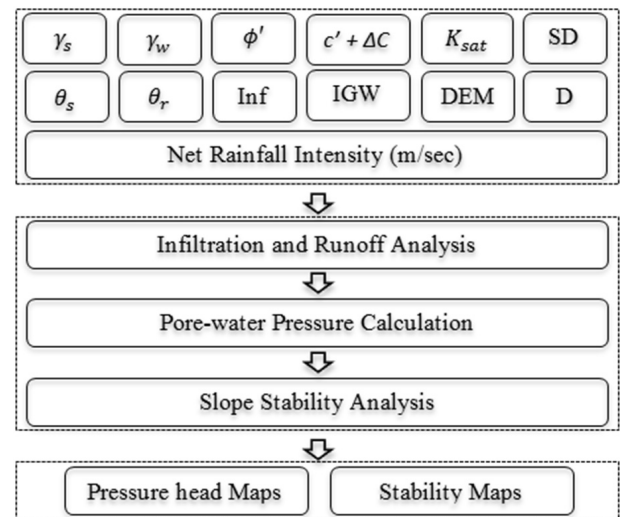 γs γw ϕ′ c′ + ΔC Ksat SD
θs θr Inf IGW DEM D
Net Rainfall Intensity (m/sec)
Infiltration and Runoff Analysis
Pore-water Pressure Calculation
Slope Stability Analysis
Pressure head Maps Stability Maps